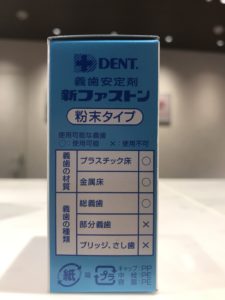 DENT.
義歯安定剤
新ファストン
粉末タイプ
使用可能な義歯
○:使用可能 ×:使用不可
義歯の材質
プラスチック床 ○
金属床 ○
義歯の種類
総義歯 ○
部分義歯 ×
ブリッジ、さし歯 ×
紙
プラ
キャップ:PP
中栓:PE
容器:PE